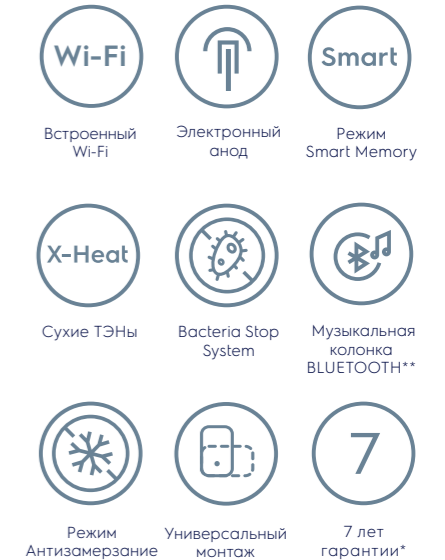 Wi-Fi
Встроенный
Wi-Fi
Электронный
анод
Smart
Режим
Smart Memory
X-Heat
Сухие ТЭНы
Bacteria Stop
System
Музыкальная
колонка
BLUETOOTH**
Режим
Антизамерзание
Универсальный
монтаж
7
7 лет
гарантии*